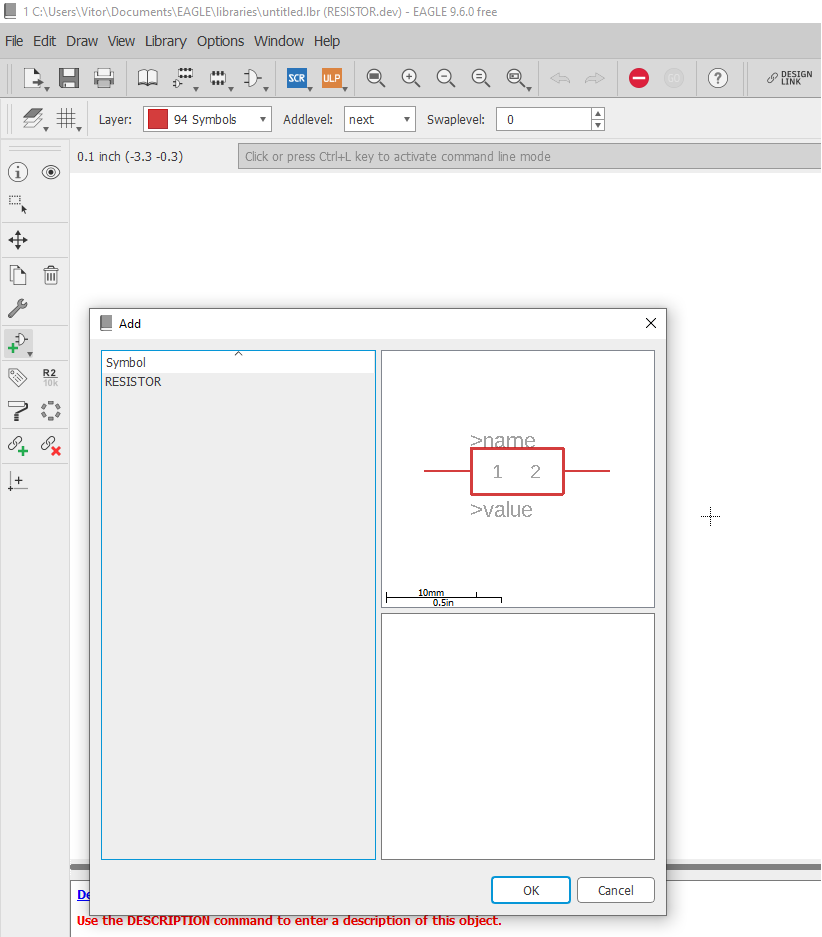 1 C:\Users\Vitor\Documents\EAGLE\libraries\untitled.lbr (RESISTOR.dev) - EAGLE 9.6.0 free
File Edit Draw View Library Options Window Help
SCR ULP DESIGN
LINK
Layer: 94 Symbols Addlevel: next Swaplevel: 0
0.1 inch (-3.3 -0.3) Click or press Ctrl+L key to activate command line mode
Add
Symbol
RESISTOR
R2
10k
>name
1 2
>value
10mm
0.5in
OK Cancel
De
Use the DESCRIPTION command to enter a description of this object.